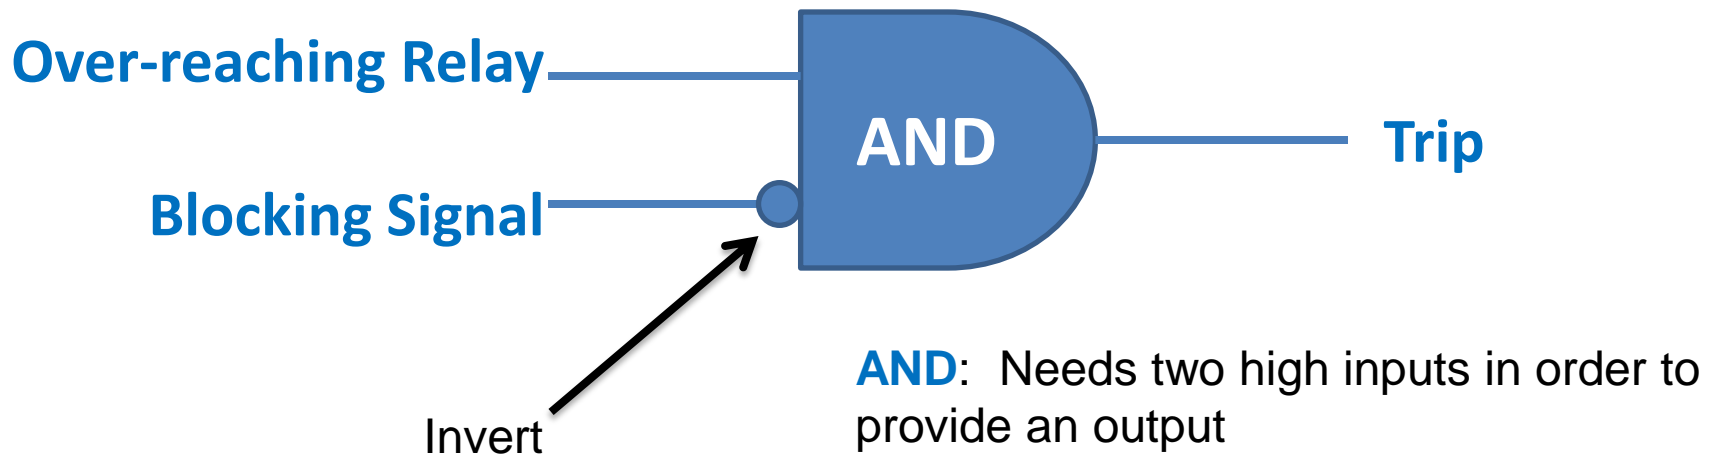 Over-reaching Relay
AND
Trip
Blocking Signal
Invert
AND: Needs two high inputs in order to
provide an output